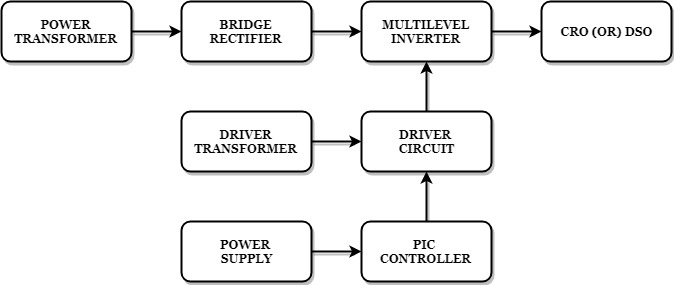 POWER
TRANSFORMER
BRIDGE
RECTIFIER
MULTILEVEL
INVERTER
CRO (OR) DSO
DRIVER
TRANSFORMER
DRIVER
CIRCUIT
POWER
SUPPLY
PIC
CONTROLLER